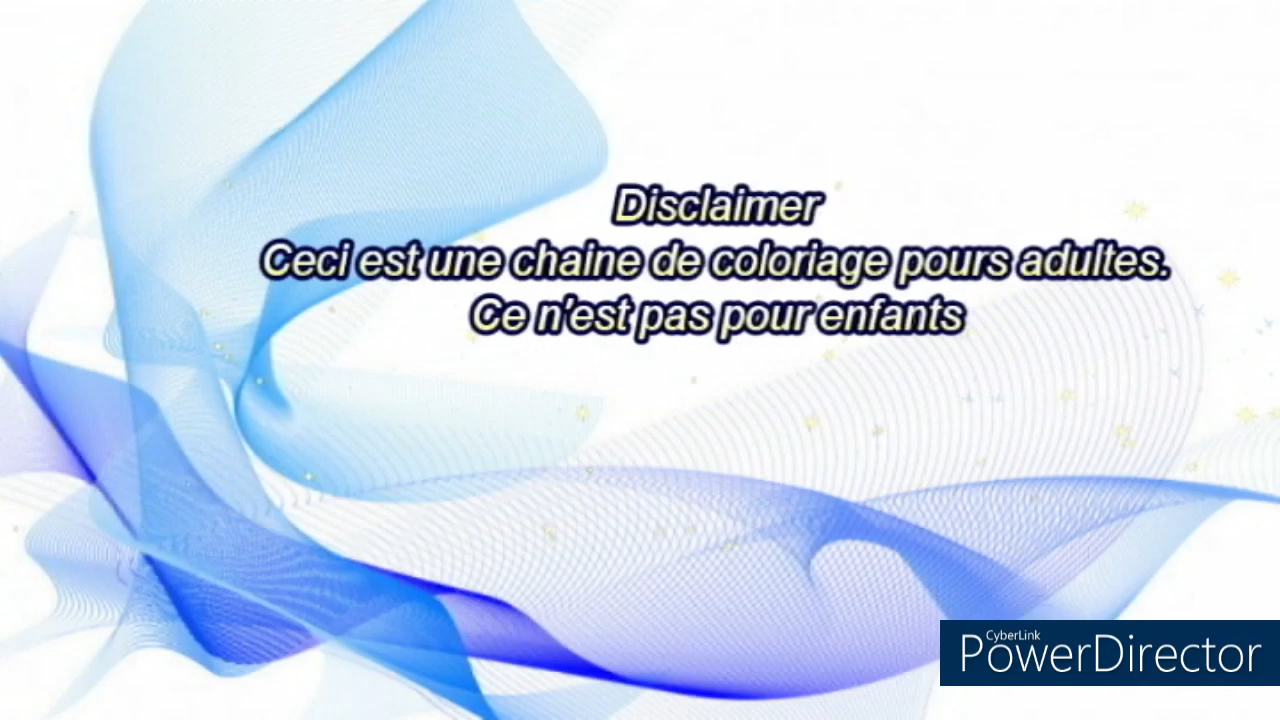 Disclaimer
Ceci est une chaine de coloriage pours adultes.
Ce n'est pas pour enfants
CyberLink
PowerDirector